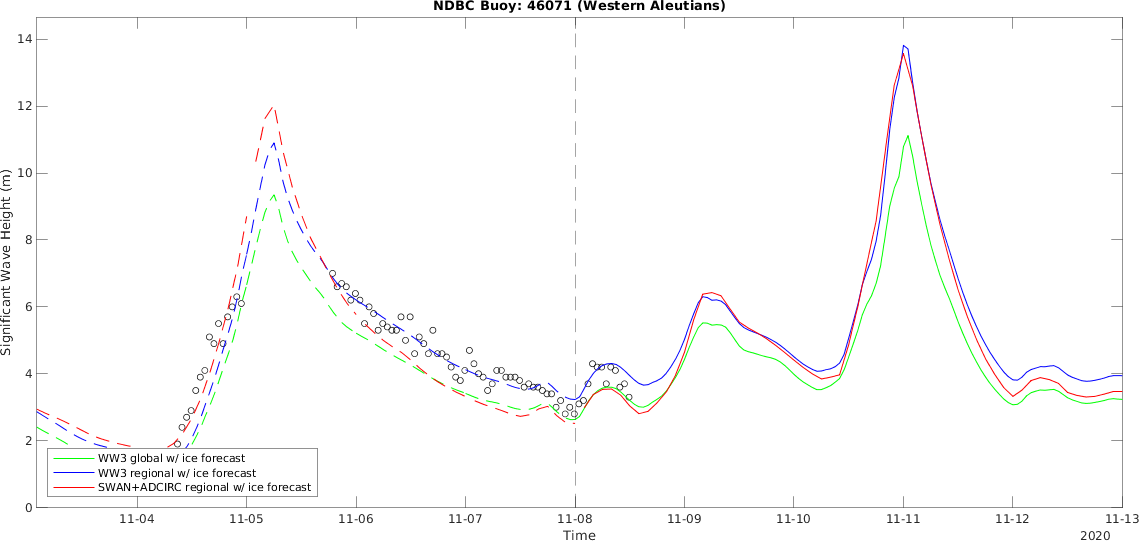 NDBC Buoy: 46071 (Western Aleutians)
Significant Wave Height (m)
14
12
10
8
6
4
2
0
WW3 global w/ ice forecast
WW3 regional w/ ice forecast
SWAN+ADCIRC regional w/ ice forecast
11-04 11-05 11-06 11-07 11-08 11-09 11-10 11-11 11-12 11-13
Time
2020